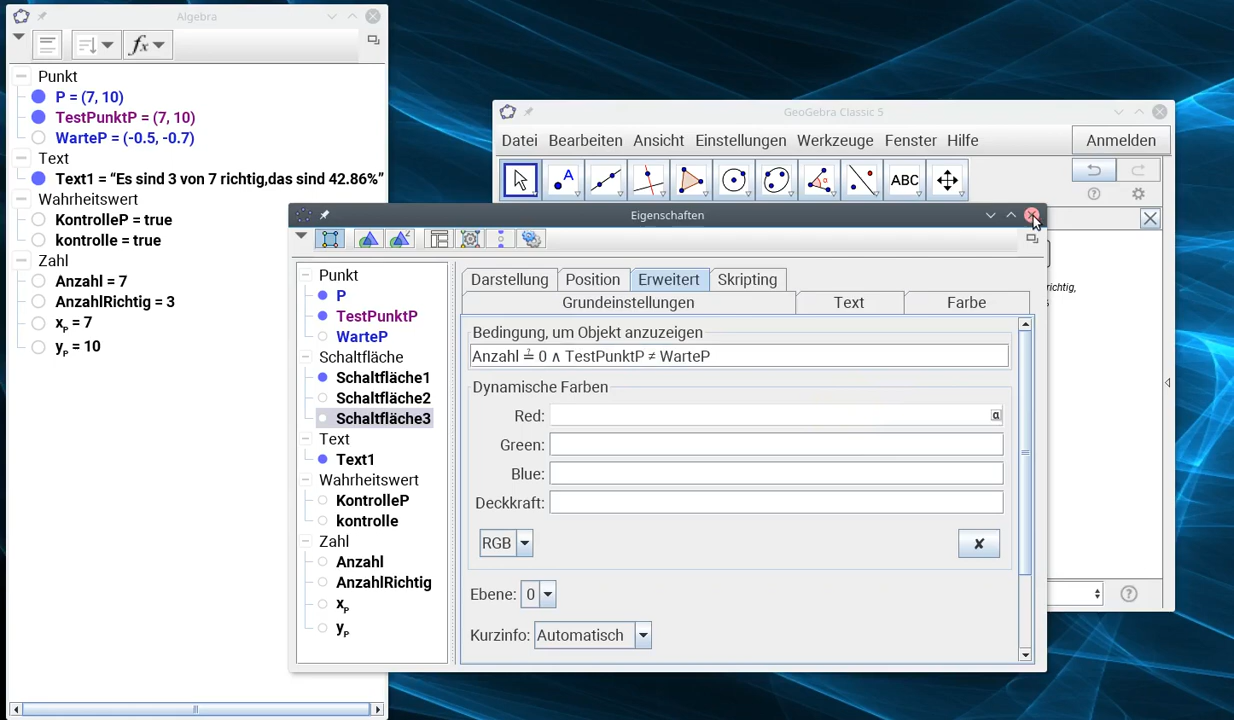 Algebra
fx
Punkt
P = (7, 10)
TestPunktP = (7, 10)
WarteP = (-0.5, -0.7)
Text
Text1 = “Es sind 3 von 7 richtig,das sind 42.86%”
Wahrheitswert
KontrolleP = true
kontrolle = true
Zahl
Anzahl = 7
AnzahlRichtig = 3
xP = 7
yP = 10
GeoGebra Classic 5
Datei Bearbeiten Ansicht Einstellungen Werkzeuge Fenster Hilfe
Anmelden
A
ABC
richtig,
Eigenschaften
Punkt
P
TestPunktP
WarteP
Schaltfläche
Schaltfläche1
Schaltfläche2
Schaltfläche3
Text
Text1
Wahrheitswert
KontrolleP
kontrolle
Zahl
Anzahl
AnzahlRichtig
xP
yP
Darstellung Position Erweitert Skripting
Grundeinstellungen Text Farbe
Bedingung, um Objekt anzuzeigen
Anzahl ≟ 0 ∧ TestPunktP ≠ WarteP
Dynamische Farben
Red:
α
Green:
Blue:
Deckkraft:
RGB
Ebene: 0
Kurzinfo: Automatisch